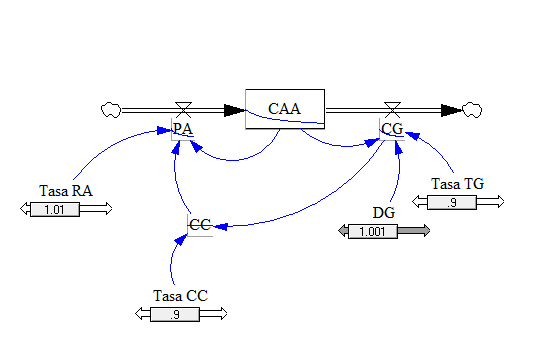 CAA
PA
CG
Tasa RA
1.01
Tasa TG
.9
DG
1.001
CC
Tasa CC
.9